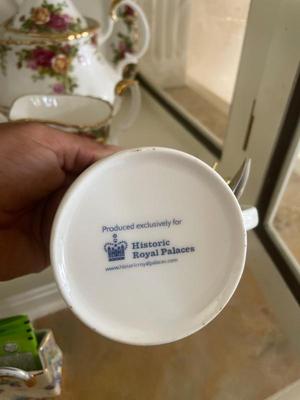 Produced exclusively for
Historic
Royal Palaces
www.historicroyalpalaces.com